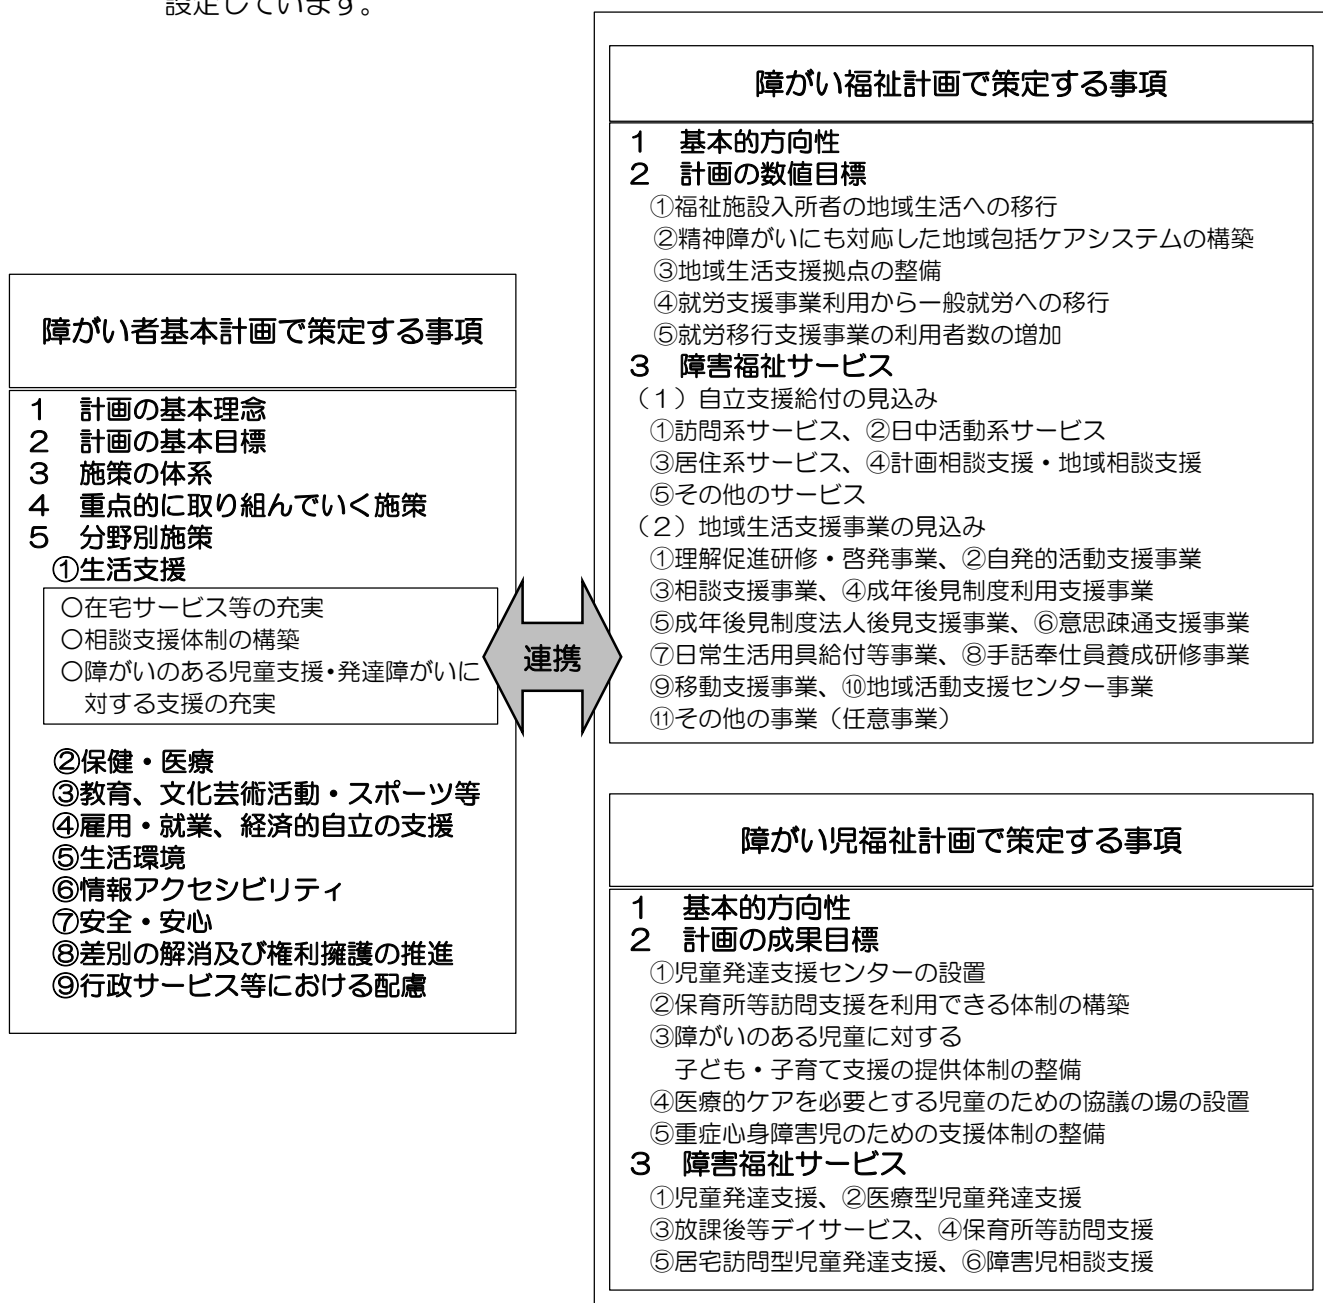 設定しています。
障がい者基本計画で策定する事項
１　計画の基本理念
２　計画の基本目標
３　施策の体系
４　重点的に取り組んでいく施策
５　分野別施策
①生活支援
○在宅サービス等の充実
○相談支援体制の構築
○障がいのある児童支援・発達障がいに
対する支援の充実
②保健・医療
③教育、文化芸術活動・スポーツ等
④雇用・就業、経済的自立の支援
⑤生活環境
⑥情報アクセシビリティ
⑦安全・安心
⑧差別の解消及び権利擁護の推進
⑨行政サービス等における配慮
連携
障がい福祉計画で策定する事項
１　基本的方向性
２　計画の数値目標
①福祉施設入所者の地域生活への移行
②精神障がいにも対応した地域包括ケアシステムの構築
③地域生活支援拠点の整備
④就労支援事業利用から一般就労への移行
⑤就労移行支援事業の利用者数の増加
３　障害福祉サービス
（１）自立支援給付の見込み
①訪問系サービス、②日中活動系サービス
③居住系サービス、④計画相談支援・地域相談支援
⑤その他のサービス
（２）地域生活支援事業の見込み
①理解促進研修・啓発事業、②自発的活動支援事業
③相談支援事業、④成年後見制度利用支援事業
⑤成年後見制度法人後見支援事業、⑥意思疎通支援事業
⑦日常生活用具給付等事業、⑧手話奉仕員養成研修事業
⑨移動支援事業、⑩地域活動支援センター事業
⑪その他の事業（任意事業）
障がい児福祉計画で策定する事項
１　基本的方向性
２　計画の成果目標
①児童発達支援センターの設置
②保育所等訪問支援を利用できる体制の構築
③障がいのある児童に対する
子ども・子育て支援の提供体制の整備
④医療的ケアを必要とする児童のための協議の場の設置
⑤重症心身障害児のための支援体制の整備
３　障害福祉サービス
①児童発達支援、②医療型児童発達支援
③放課後等デイサービス、④保育所等訪問支援
⑤居宅訪問型児童発達支援、⑥障害児相談支援